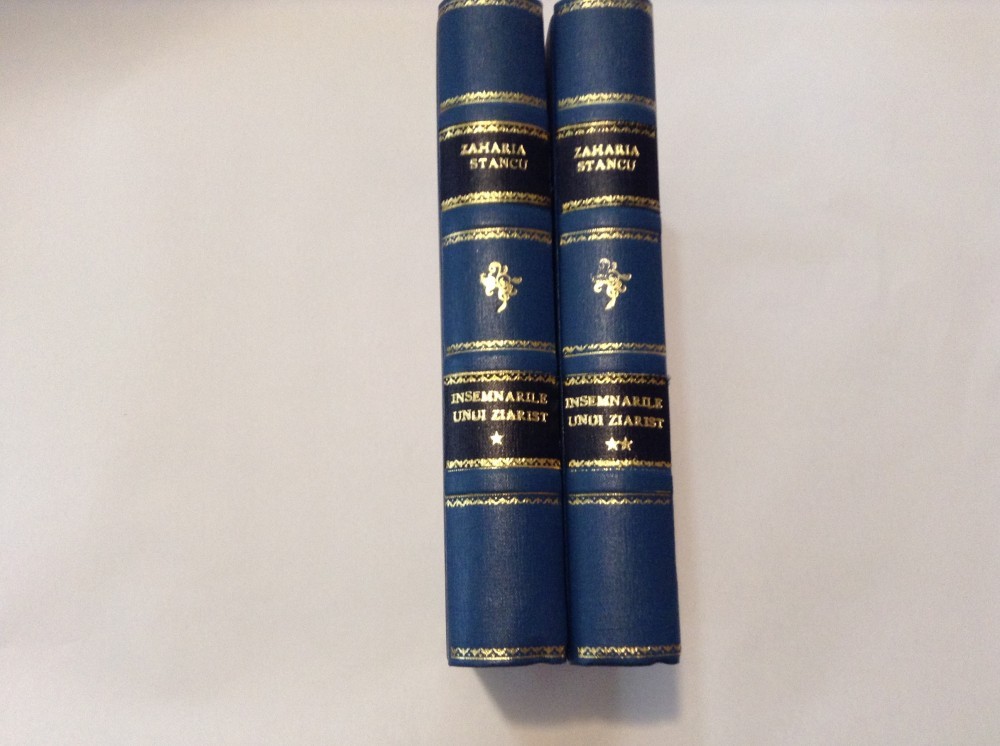 ZAHARIA
STANCU
INSEMNARILE
UNUI ZIARIST
★
ZAHARIA
STANCU
INSEMNARILE
UNUI ZIARIST
★★